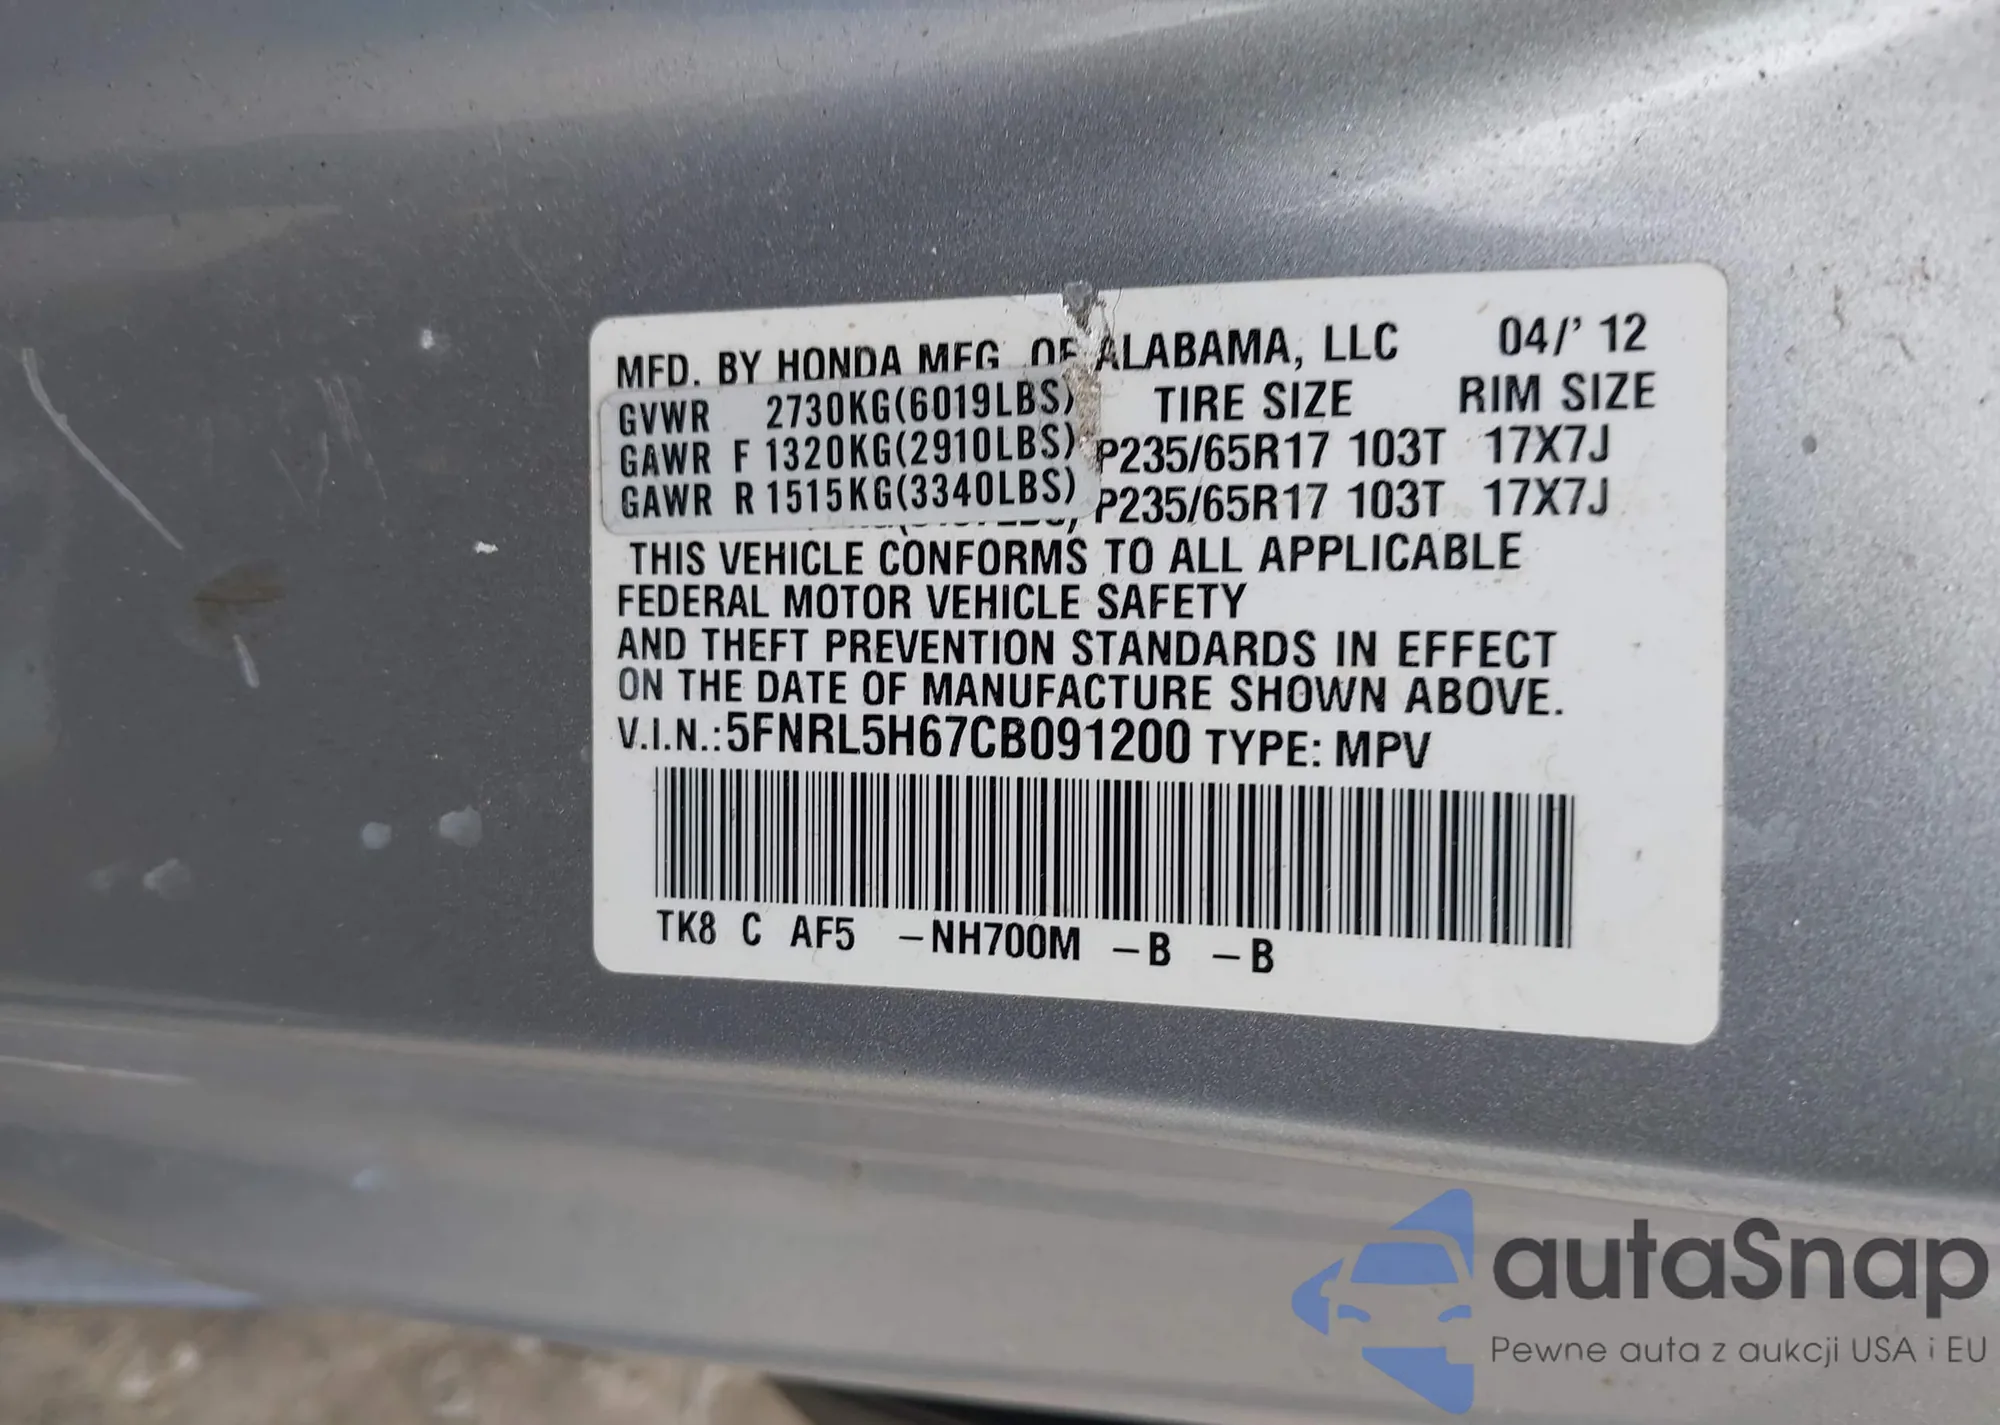 MFD. BY HONDA MFG. OF ALABAMA, LLC 04/' 12
GVWR 2730KG(6019LBS) TIRE SIZE RIM SIZE
GAWR F 1320KG(2910LBS) P235/65R17 103T 17X7J
GAWR R 1515KG(3340LBS) P235/65R17 103T 17X7J
THIS VEHICLE CONFORMS TO ALL APPLICABLE
FEDERAL MOTOR VEHICLE SAFETY
AND THEFT PREVENTION STANDARDS IN EFFECT
ON THE DATE OF MANUFACTURE SHOWN ABOVE.
V.I.N.:5FNRL5H67CB091200 TYPE: MPV
TK8 C AF5 –NH700M –B –B
autaSnap
Pewne auta z aukcji USA i EU